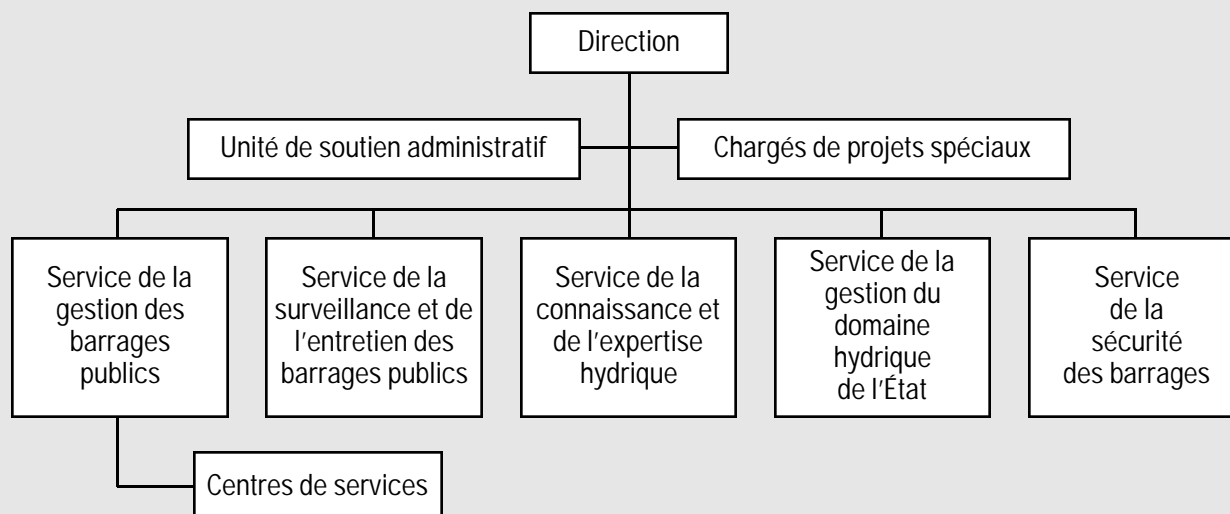 Direction
Unité de soutien administratif
Chargés de projets spéciaux
Service de la
gestion des
barrages
publics
Service de la
surveillance et de
l'entretien des
barrages publics
Service de la
connaissance et
de l'expertise
hydrique
Service de la
gestion du
domaine
hydrique
de l'État
Service
de la
sécurité
des barrages
Centres de services